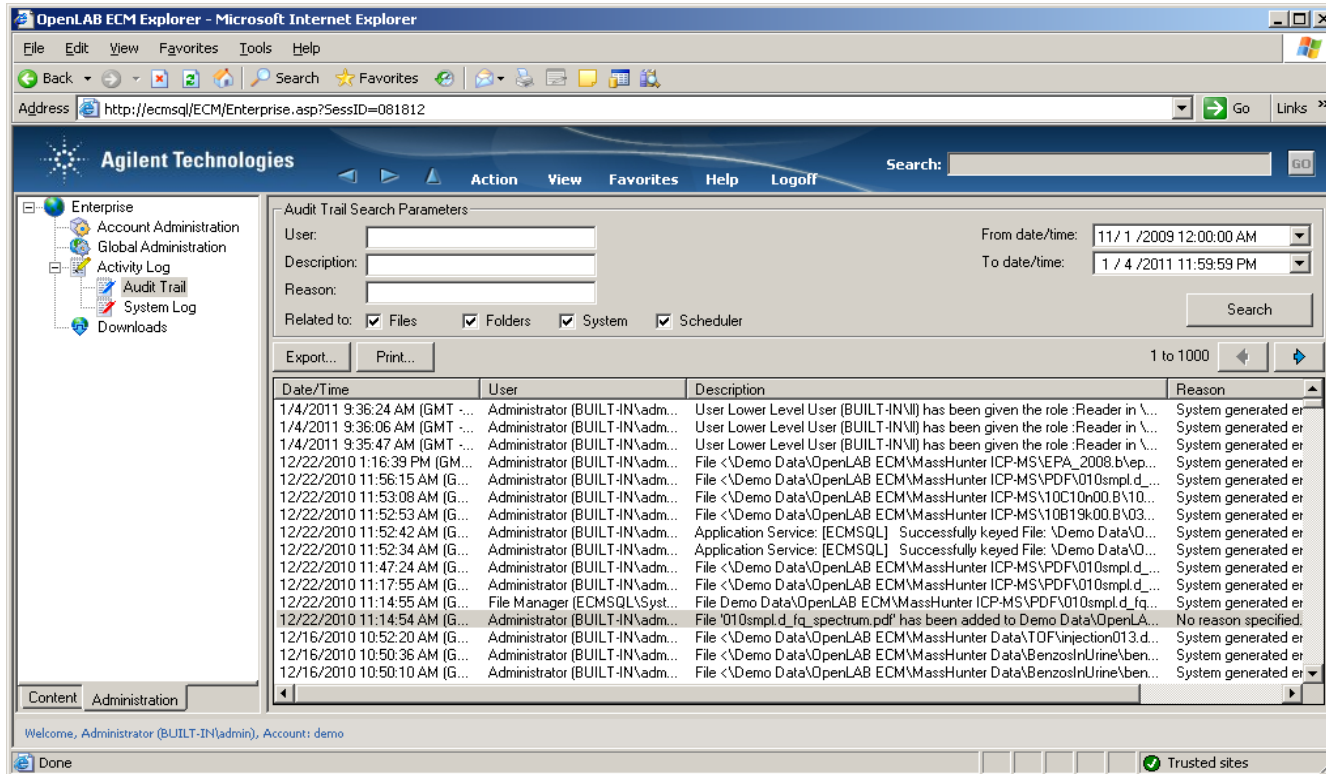 OpenLAB ECM Explorer - Microsoft Internet Explorer
File Edit View Favorites Tools Help
Back Search Favorites
Address http://ecmsql/ECM/Enterprise.asp?SessID=081812 Go Links »
Agilent Technologies Action View Favorites Help Logoff Search: GO
Enterprise
Account Administration
Global Administration
Activity Log
Audit Trail
System Log
Downloads
Audit Trail Search Parameters
User: From date/time: 11/ 1 /2009 12:00:00 AM
Description: To date/time: 1 / 4 /2011 11:59:59 PM
Reason:
Related to: Files Folders System Scheduler Search
Export... Print... 1 to 1000
Date/Time User Description Reason
1/4/2011 9:36:24 AM (GMT -... Administrator (BUILT-IN\adm... User Lower Level User (BUILT-IN\ll) has been given the role :Reader in \... System generated er
1/4/2011 9:36:06 AM (GMT -... Administrator (BUILT-IN\adm... User Lower Level User (BUILT-IN\ll) has been given the role :Reader in \... System generated er
1/4/2011 9:35:47 AM (GMT -... Administrator (BUILT-IN\adm... User Lower Level User (BUILT-IN\ll) has been given the role :Reader in \... System generated er
12/22/2010 1:16:39 PM (GM... Administrator (BUILT-IN\adm... File <\Demo Data\OpenLAB ECM\MassHunter ICP-MS\EPA_2008.b\ep... System generated er
12/22/2010 11:56:15 AM (G... Administrator (BUILT-IN\adm... File <\Demo Data\OpenLAB ECM\MassHunter ICP-MS\PDF\010smpl.d_... System generated er
12/22/2010 11:53:08 AM (G... Administrator (BUILT-IN\adm... File <\Demo Data\OpenLAB ECM\MassHunter ICP-MS\10C10n00.B\10... System generated er
12/22/2010 11:52:53 AM (G... Administrator (BUILT-IN\adm... File <\Demo Data\OpenLAB ECM\MassHunter ICP-MS\10B19k00.B\03... System generated er
12/22/2010 11:52:42 AM (G... Administrator (BUILT-IN\adm... Application Service: [ECMSQL] Successfully keyed File: \Demo Data\O... System generated er
12/22/2010 11:52:34 AM (G... Administrator (BUILT-IN\adm... Application Service: [ECMSQL] Successfully keyed File: \Demo Data\O... System generated er
12/22/2010 11:47:24 AM (G... Administrator (BUILT-IN\adm... File <\Demo Data\OpenLAB ECM\MassHunter ICP-MS\PDF\010smpl.d_... System generated er
12/22/2010 11:17:55 AM (G... Administrator (BUILT-IN\adm... File <\Demo Data\OpenLAB ECM\MassHunter ICP-MS\PDF\010smpl.d_... System generated er
12/22/2010 11:14:55 AM (G... File Manager (ECMSQL\Syst... File Demo Data\OpenLAB ECM\MassHunter ICP-MS\PDF\010smpl.d_fq... System generated er
12/22/2010 11:14:54 AM (G... Administrator (BUILT-IN\adm... File '010smpl.d_fq_spectrum.pdf' has been added to Demo Data\OpenLA... No reason specified.
12/16/2010 10:52:20 AM (G... Administrator (BUILT-IN\adm... File <\Demo Data\OpenLAB ECM\MassHunter Data\TOF\injection013.d... System generated er
12/16/2010 10:50:36 AM (G... Administrator (BUILT-IN\adm... File <\Demo Data\OpenLAB ECM\MassHunter Data\BenzosInUrine\ben... System generated er
12/16/2010 10:50:10 AM (G... Administrator (BUILT-IN\adm... File <\Demo Data\OpenLAB ECM\MassHunter Data\BenzosInUrine\ben... System generated er
Content Administration
Welcome, Administrator (BUILT-IN\admin), Account: demo
Done Trusted sites